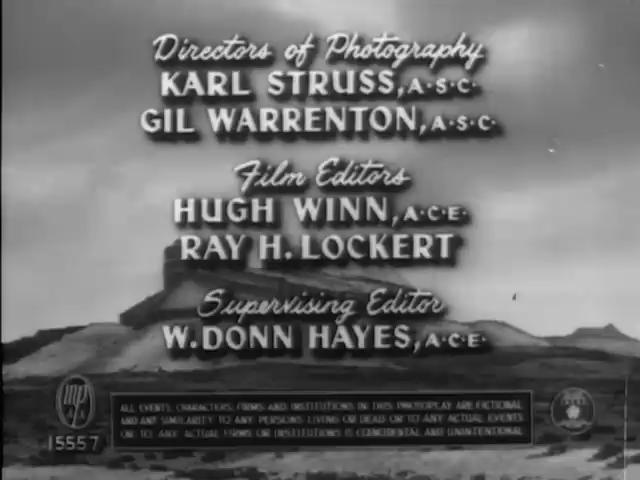 Directors of Photography
KARL STRUSS, A·S·C·
GIL WARRENTON, A·S·C·
Film Editors
HUGH WINN, A·C·E·
RAY H. LOCKERT
Supervising Editor
W. DONN HAYES, A·C·E·
ALL EVENTS, CHARACTERS, FIRMS AND INSTITUTIONS IN THIS PHOTOPLAY ARE FICTIONAL
AND ANY SIMILARITY TO ANY PERSONS LIVING OR DEAD OR TO ANY ACTUAL EVENTS
OR TO ANY ACTUAL FIRMS OR INSTITUTIONS IS COINCIDENTAL AND UNINTENTIONAL
15557